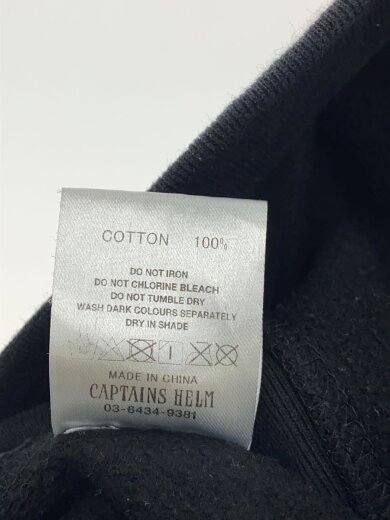 COTTON 100%
DO NOT IRON
DO NOT CHLORINE BLEACH
DO NOT TUMBLE DRY
WASH DARK COLOURS SEPARATELY
DRY IN SHADE
MADE IN CHINA
CAPTAINS HELM
03-6434-9381